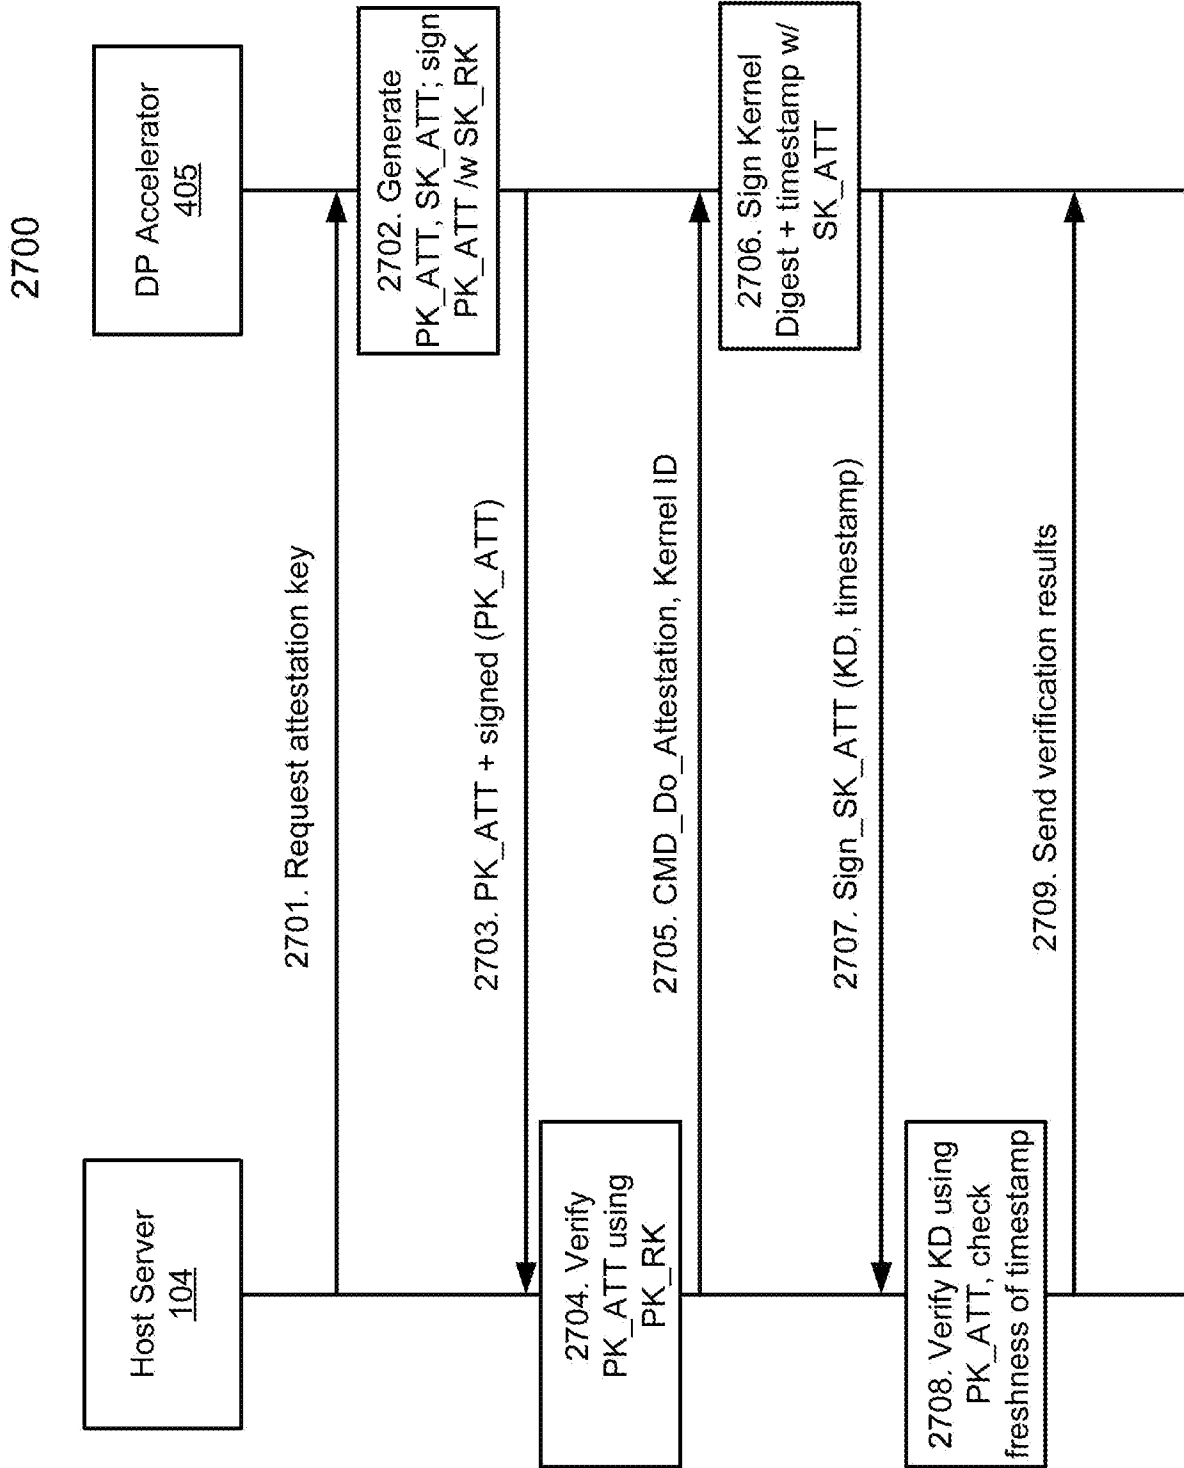 2700
Host Server
104
DP Accelerator
405
2701. Request attestation key
2702. Generate
PK_ATT, SK_ATT; sign
PK_ATT /w SK_RK
2703. PK_ATT + signed (PK_ATT)
2704. Verify
PK_ATT using
PK_RK
2705. CMD_Do_Attestation, Kernel ID
2706. Sign Kernel
Digest + timestamp w/
SK_ATT
2707. Sign_SK_ATT (KD, timestamp)
2708. Verify KD using
PK_ATT, check
freshness of timestamp
2709. Send verification results